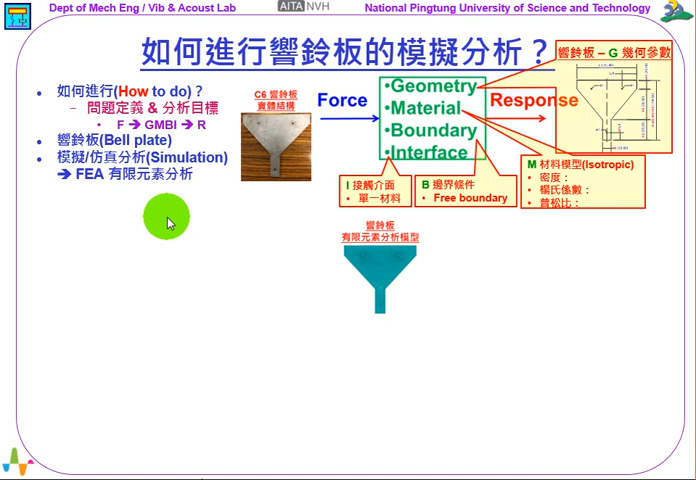 Dept of Mech Eng / Vib & Acoust Lab
AITA NVH
National Pingtung University of Science and Technology
如何進行響鈴板的模擬分析？
• 如何進行(How to do)？
− 問題定義 & 分析目標
• F ➔ GMBI ➔ R
• 響鈴板(Bell plate)
• 模擬/仿真分析(Simulation)
➔ FEA 有限元素分析
C6 響鈴板
實體結構
Force
•Geometry
•Material
•Boundary
•Interface
Response
響鈴板 – G 幾何參數
I 接觸介面
• 單一材料
B 邊界條件
• Free boundary
M 材料模型(Isotropic)
• 密度：
• 楊氏係數：
• 普松比：
響鈴板
有限元素分析模型